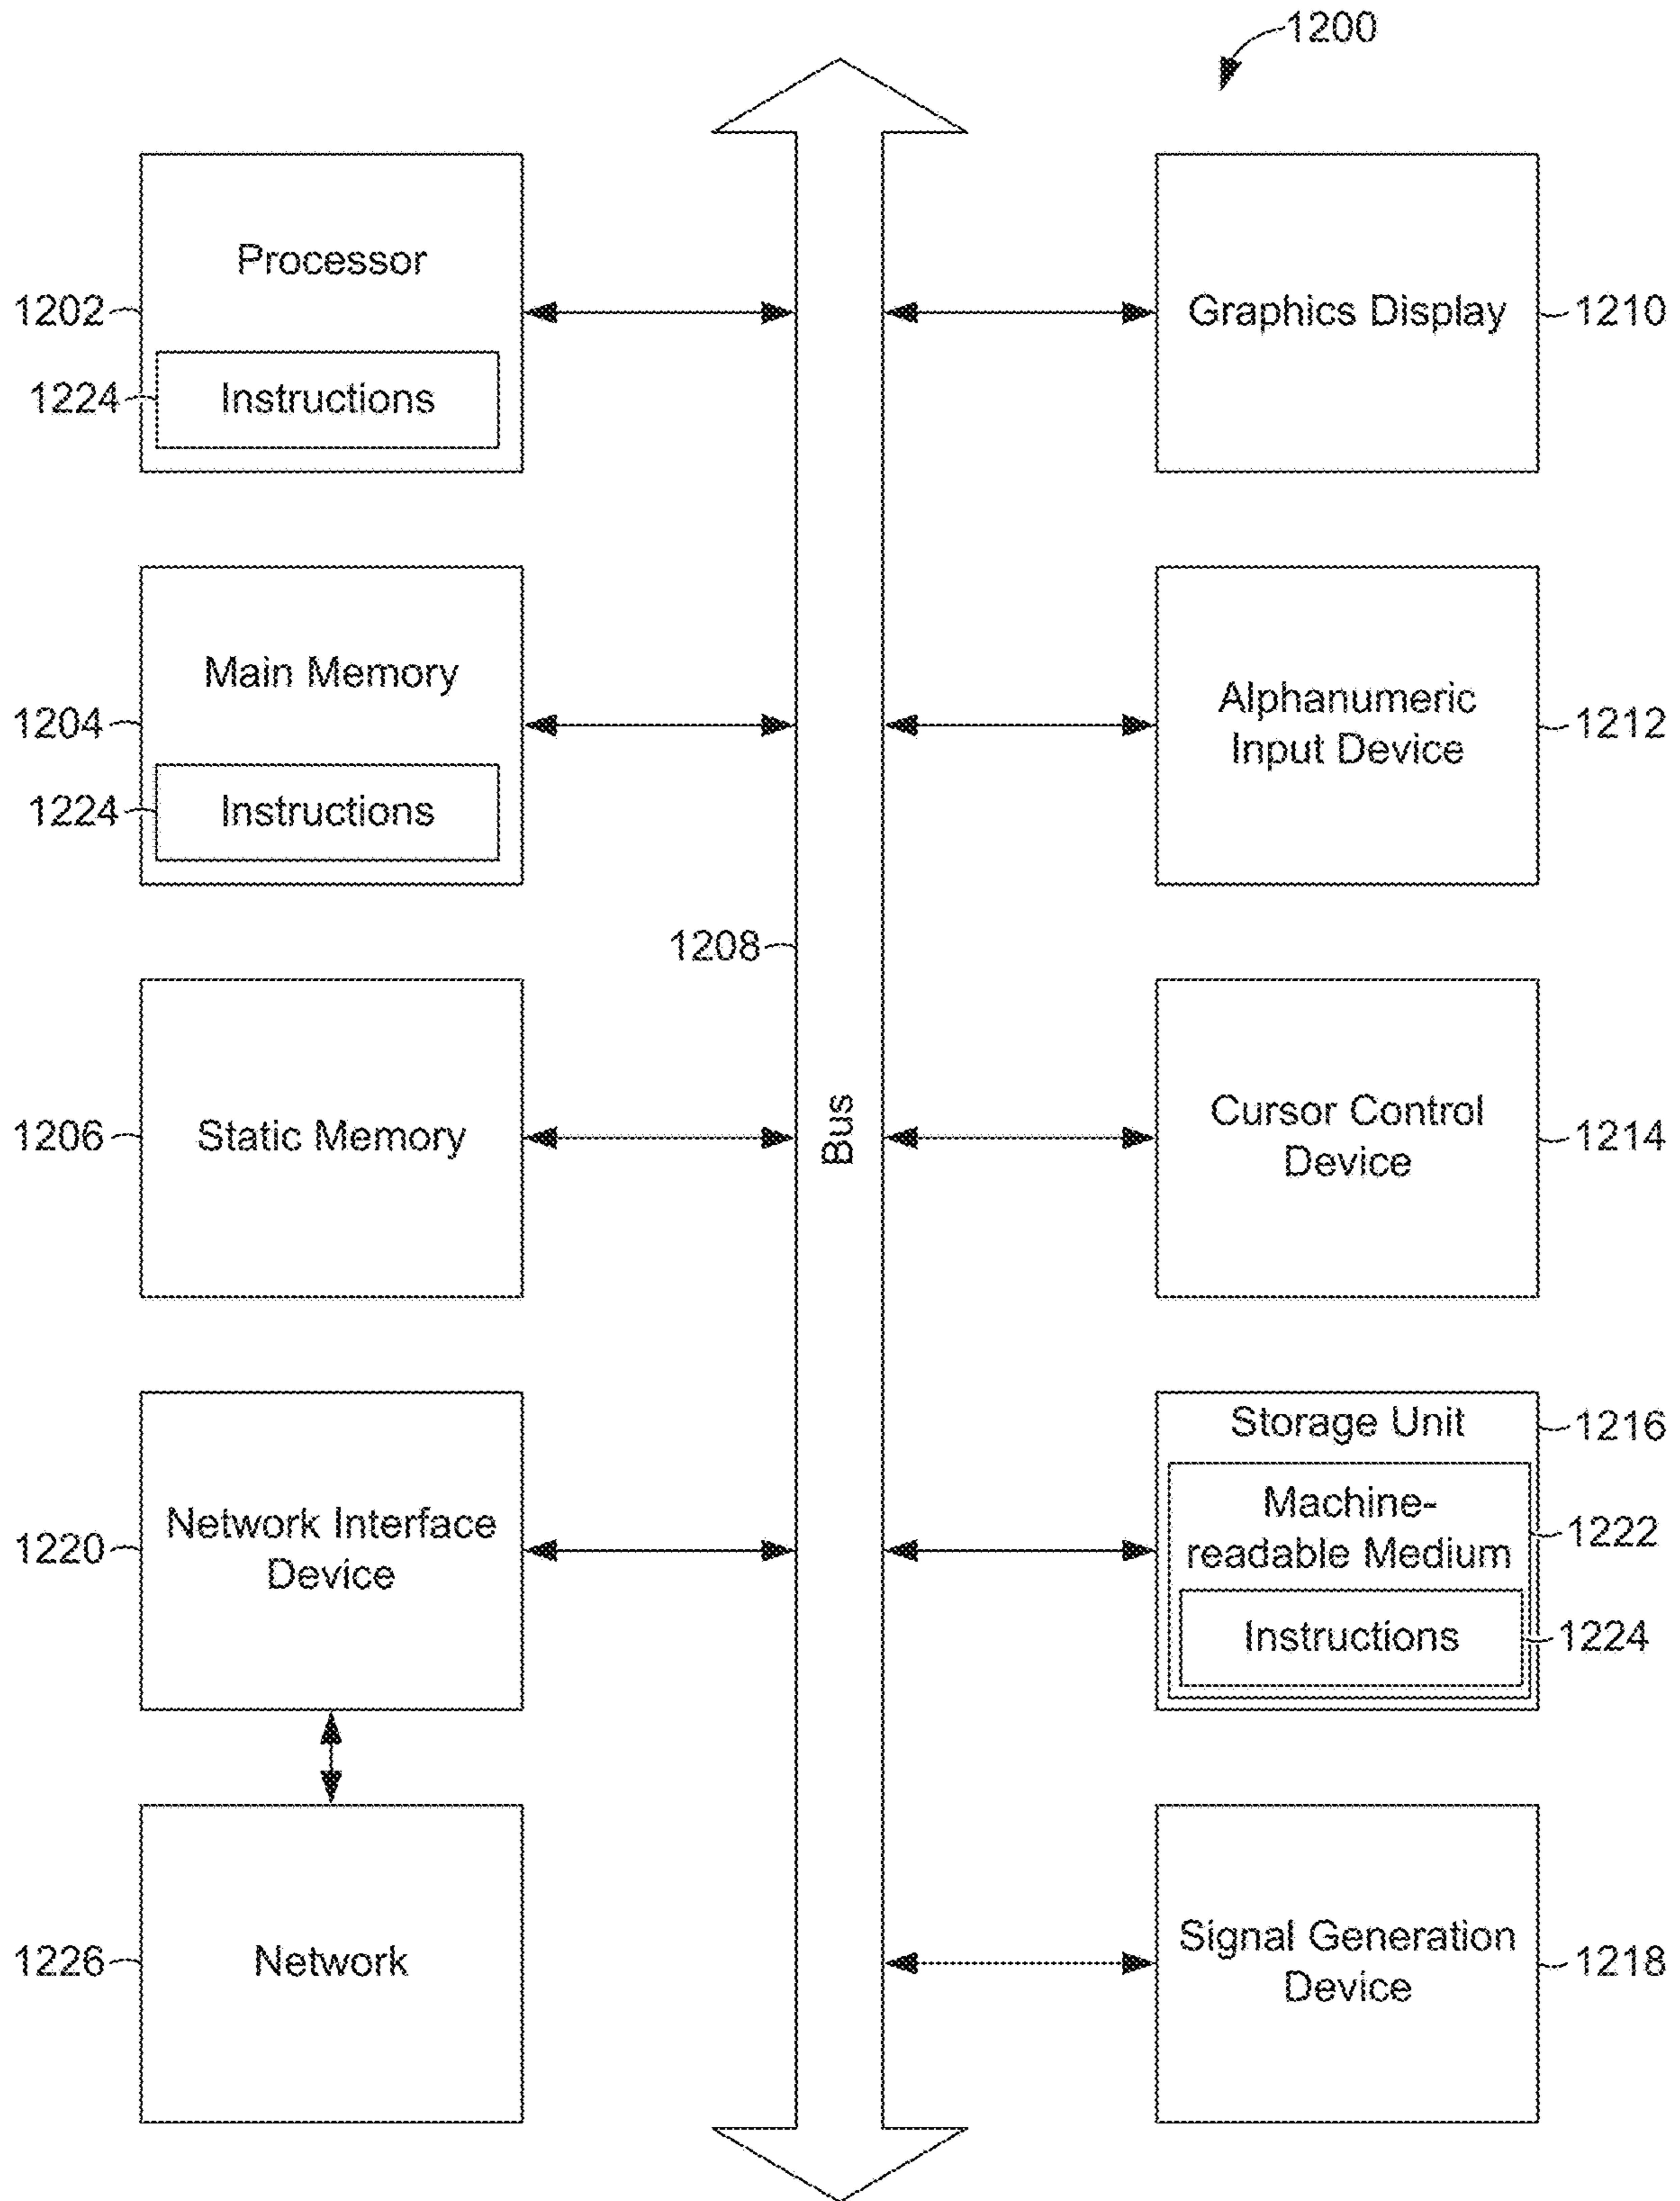 1200
Processor
1202
1224
Instructions
Graphics Display
1210
Main Memory
1204
1224
Instructions
Alphanumeric
Input Device
1212
1208
Bus
Static Memory
1206
Cursor Control
Device
1214
Network Interface
Device
1220
Storage Unit
1216
Machine-
readable Medium
1222
Instructions
1224
Network
1226
Signal Generation
Device
1218